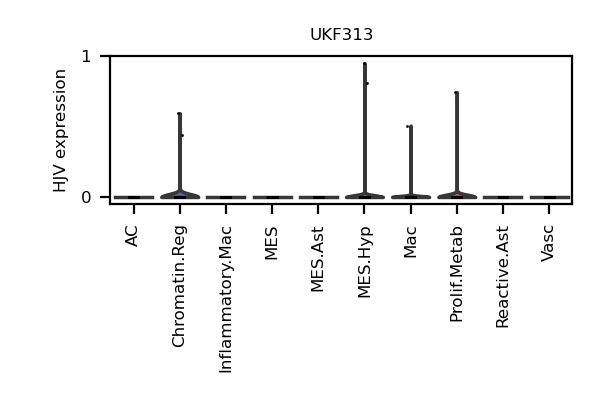 UKF313
HJV expression
1
0
AC
Chromatin.Reg
Inflammatory.Mac
MES
MES.Ast
MES.Hyp
Mac
Prolif.Metab
Reactive.Ast
Vasc